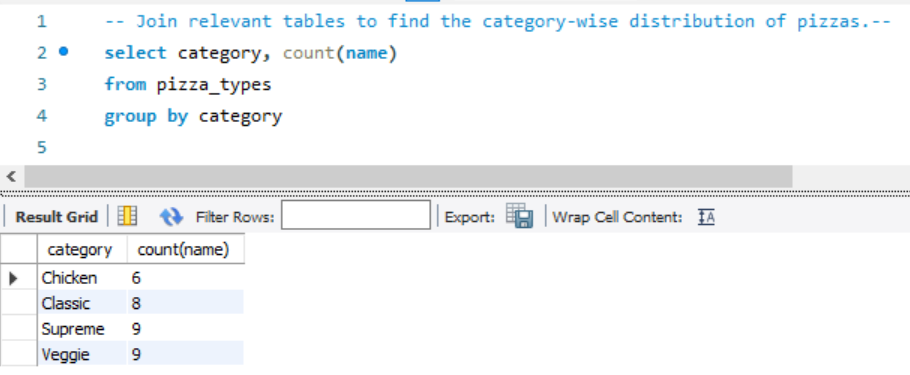 1 -- Join relevant tables to find the category-wise distribution of pizzas.--
2 select category, count(name)
3 from pizza_types
4 group by category
5
Result Grid Filter Rows: Export: Wrap Cell Content: IA
category count(name)
Chicken 6
Classic 8
Supreme 9
Veggie 9